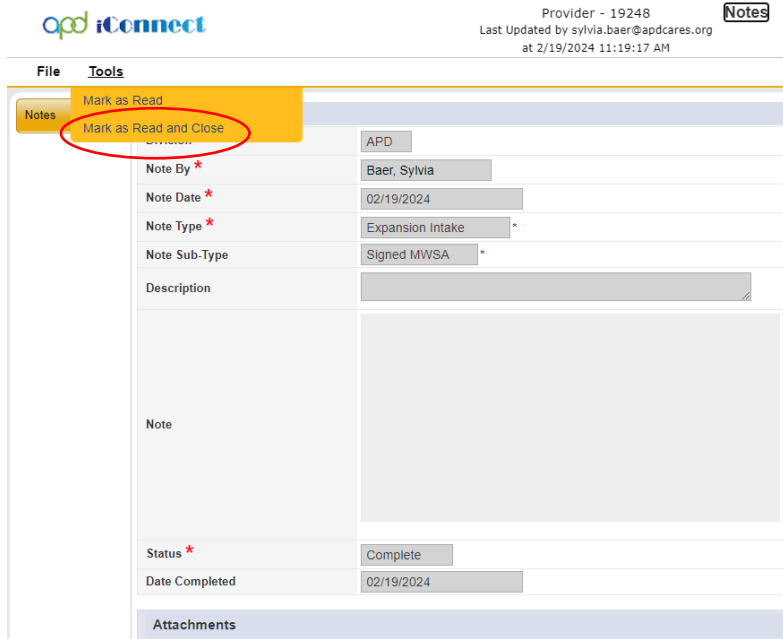 apd iConnect
Provider - 19248
Last Updated by sylvia.baer@apdcares.org
at 2/19/2024 11:19:17 AM
Notes
File Tools
Notes
Mark as Read
Mark as Read and Close
Division APD
Note By * Baer, Sylvia
Note Date * 02/19/2024
Note Type * Expansion Intake *
Note Sub-Type Signed MWSA *
Description
Note
Status * Complete
Date Completed 02/19/2024
Attachments